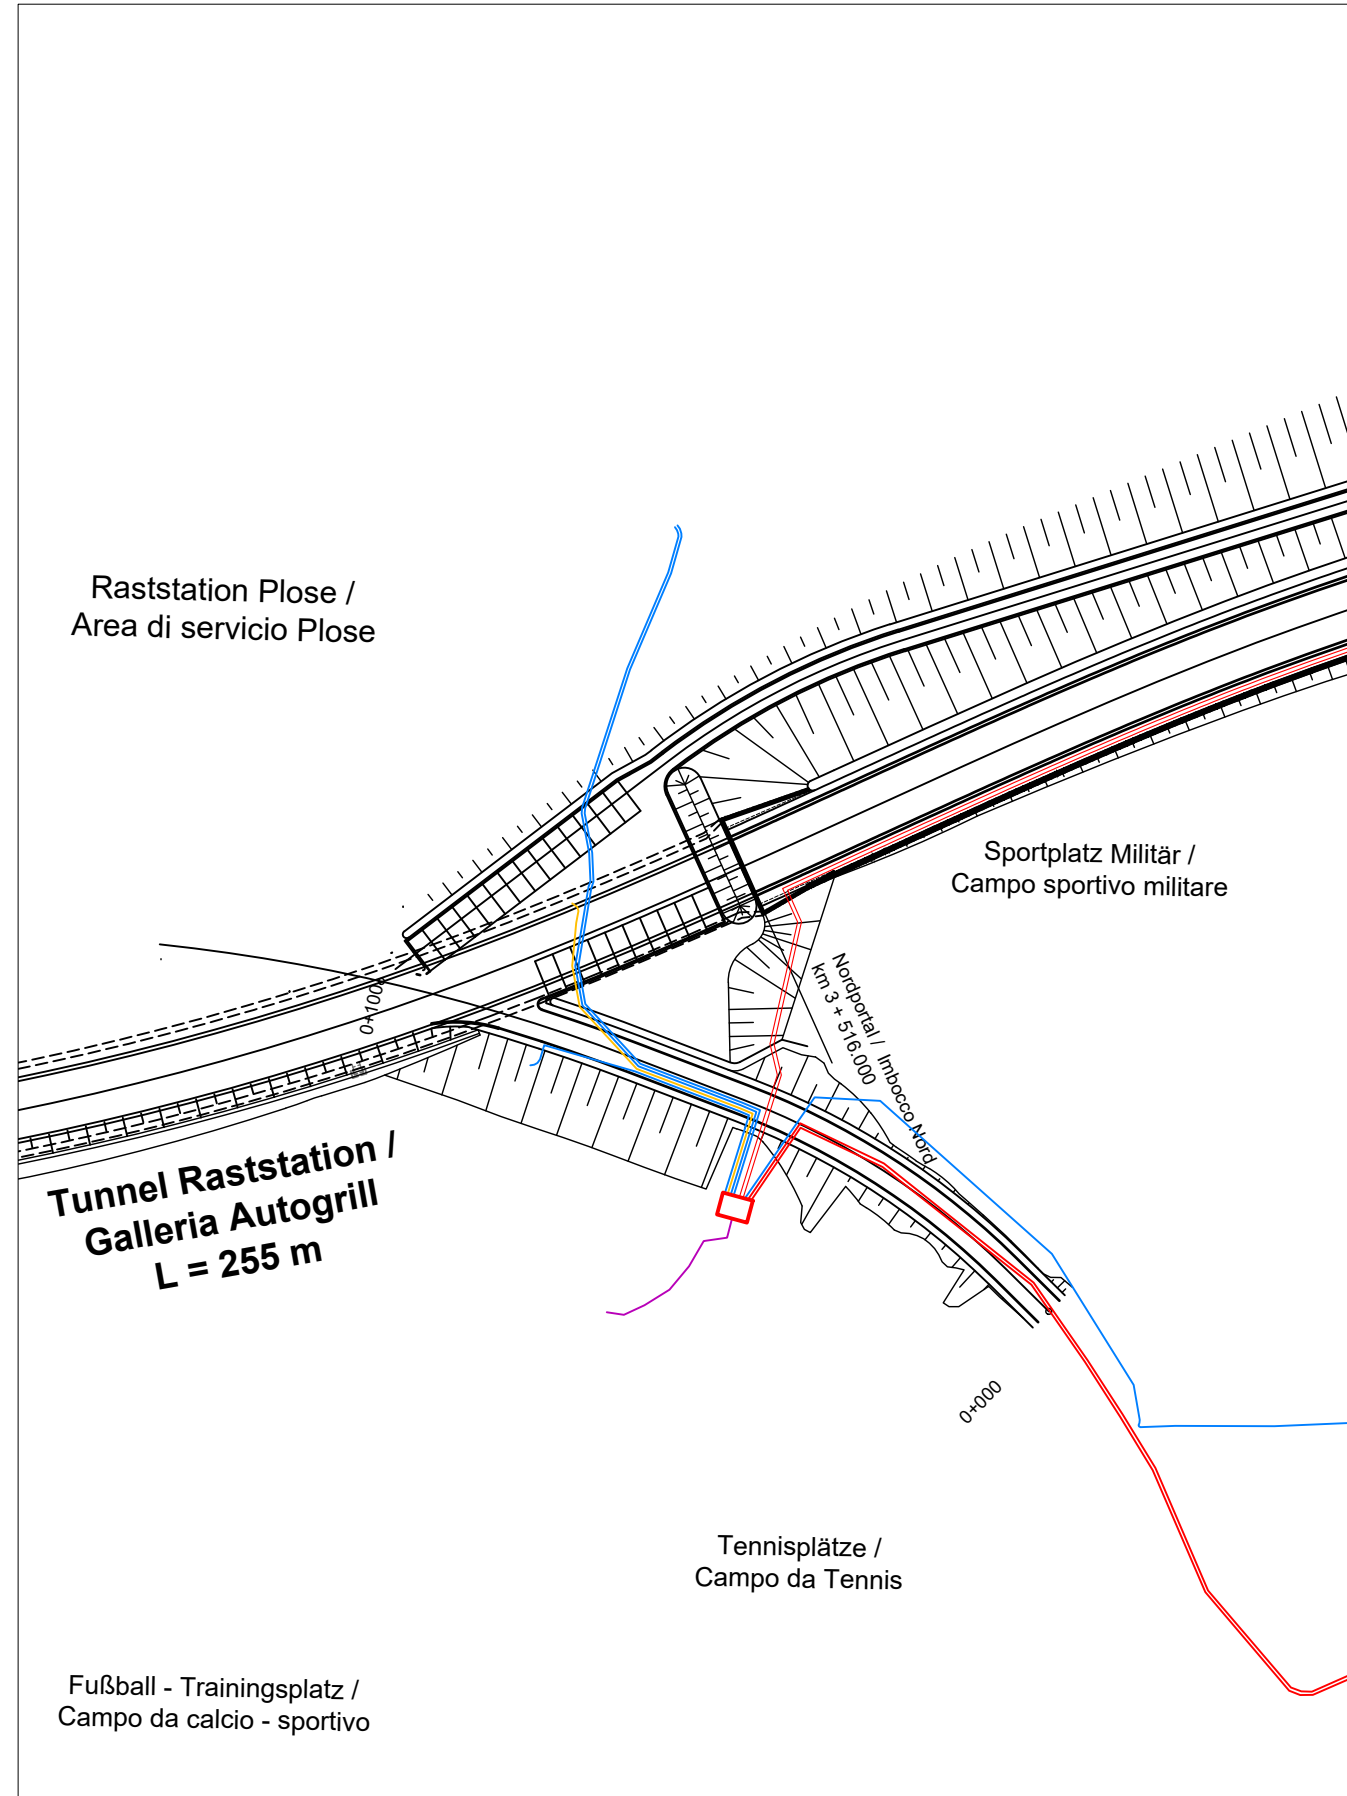 Raststation Plose /
Area di servicio Plose
Sportplatz Militär /
Campo sportivo militare
Nordportal / Imbocco Nord
km 3 + 516.000
0+100
Tunnel Raststation /
Galleria Autogrill
L = 255 m
0+000
Tennisplätze /
Campo da Tennis
Fußball - Trainingsplatz /
Campo da calcio - sportivo